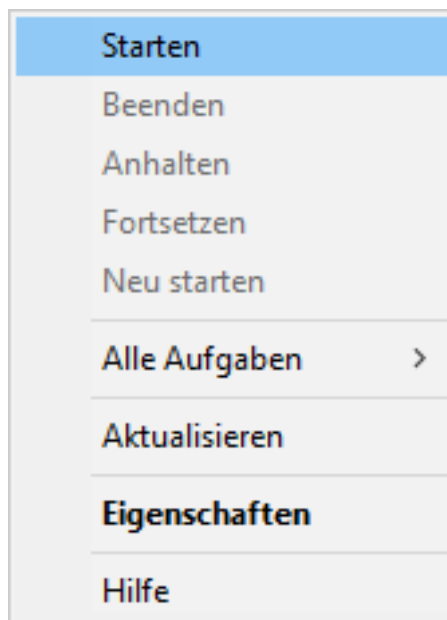 Starten
Beenden
Anhalten
Fortsetzen
Neu starten
Alle Aufgaben
Aktualisieren
Eigenschaften
Hilfe